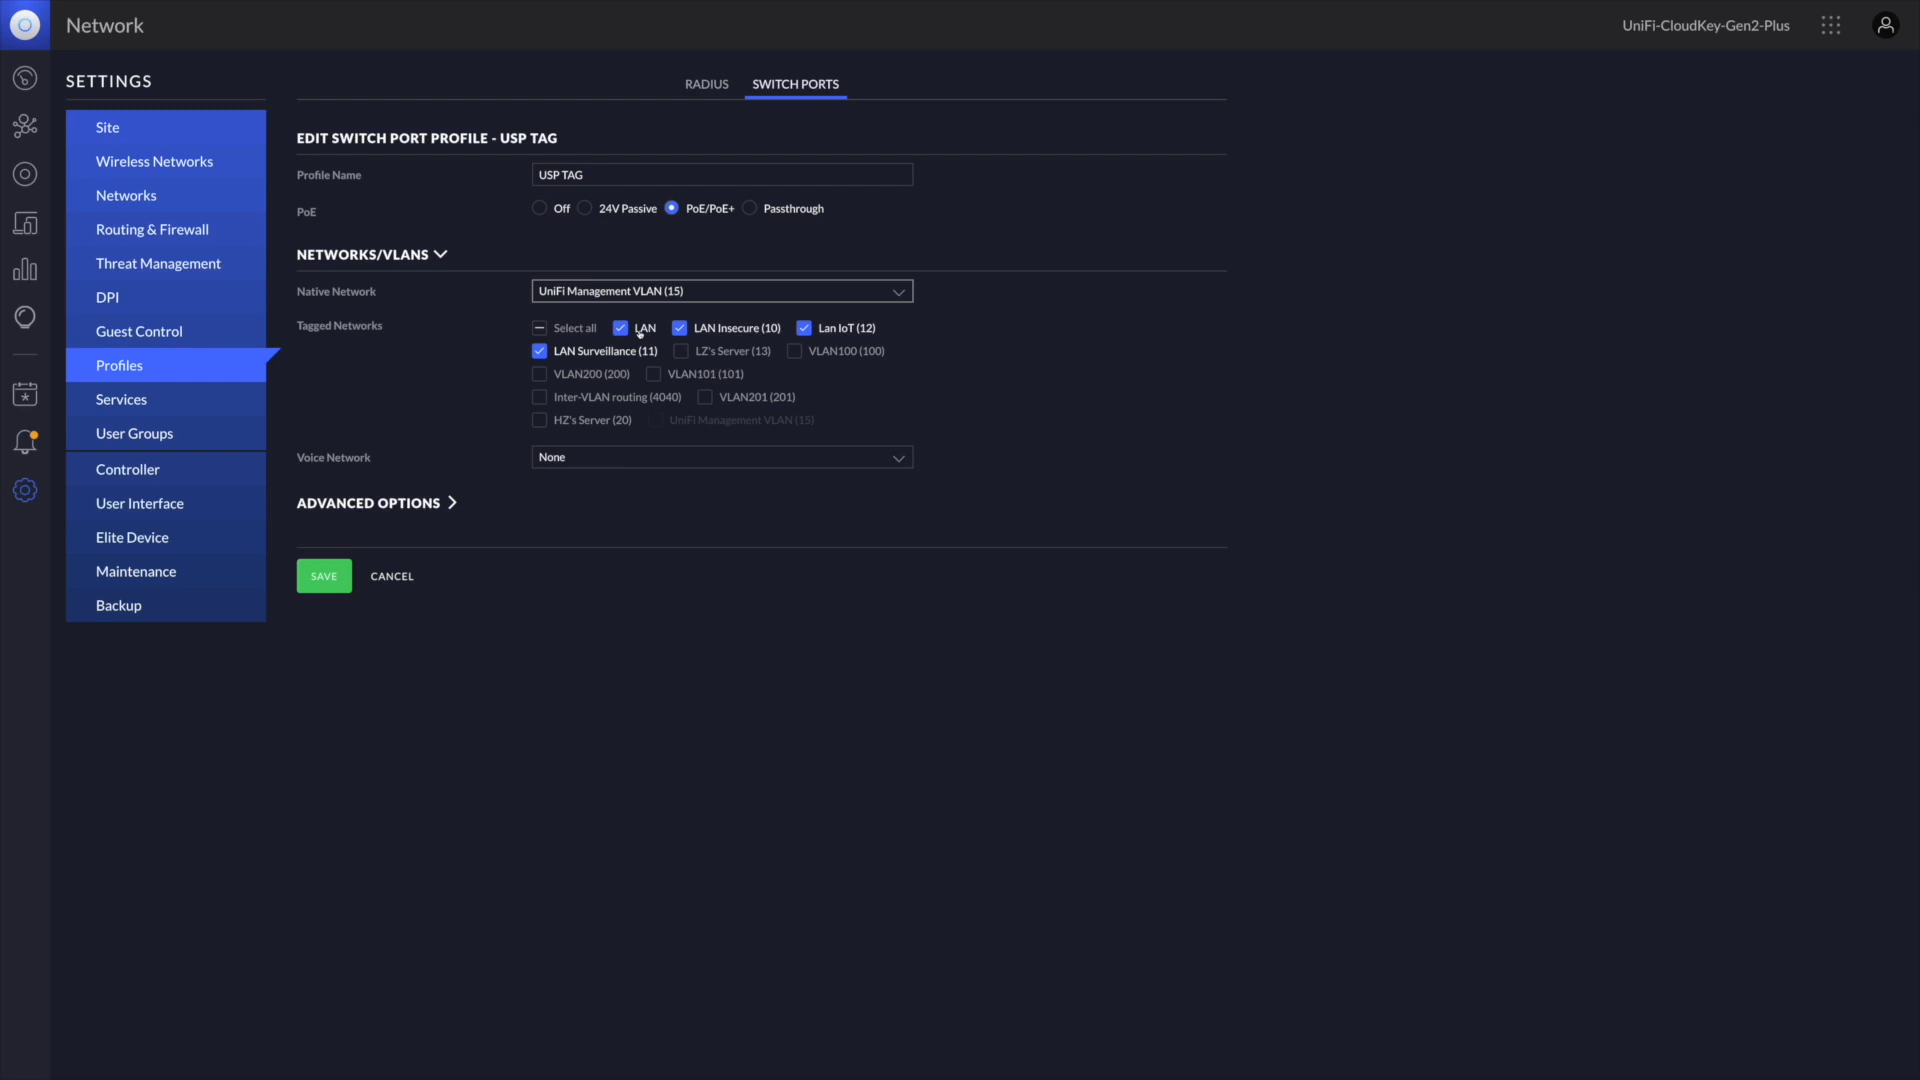 Network
UniFi-CloudKey-Gen2-Plus
SETTINGS
Site
Wireless Networks
Networks
Routing & Firewall
Threat Management
DPI
Guest Control
Profiles
Services
User Groups
Controller
User Interface
Elite Device
Maintenance
Backup
RADIUS SWITCH PORTS
EDIT SWITCH PORT PROFILE - USP TAG
Profile Name USP TAG
PoE Off 24V Passive PoE/PoE+ Passthrough
NETWORKS/VLANS
Native Network UniFi Management VLAN (15)
Tagged Networks Select all LAN LAN Insecure (10) Lan IoT (12)
LAN Surveillance (11) LZ's Server (13) VLAN100 (100)
VLAN200 (200) VLAN101 (101)
Inter-VLAN routing (4040) VLAN201 (201)
HZ's Server (20) UniFi Management VLAN (15)
Voice Network None
ADVANCED OPTIONS
SAVE CANCEL